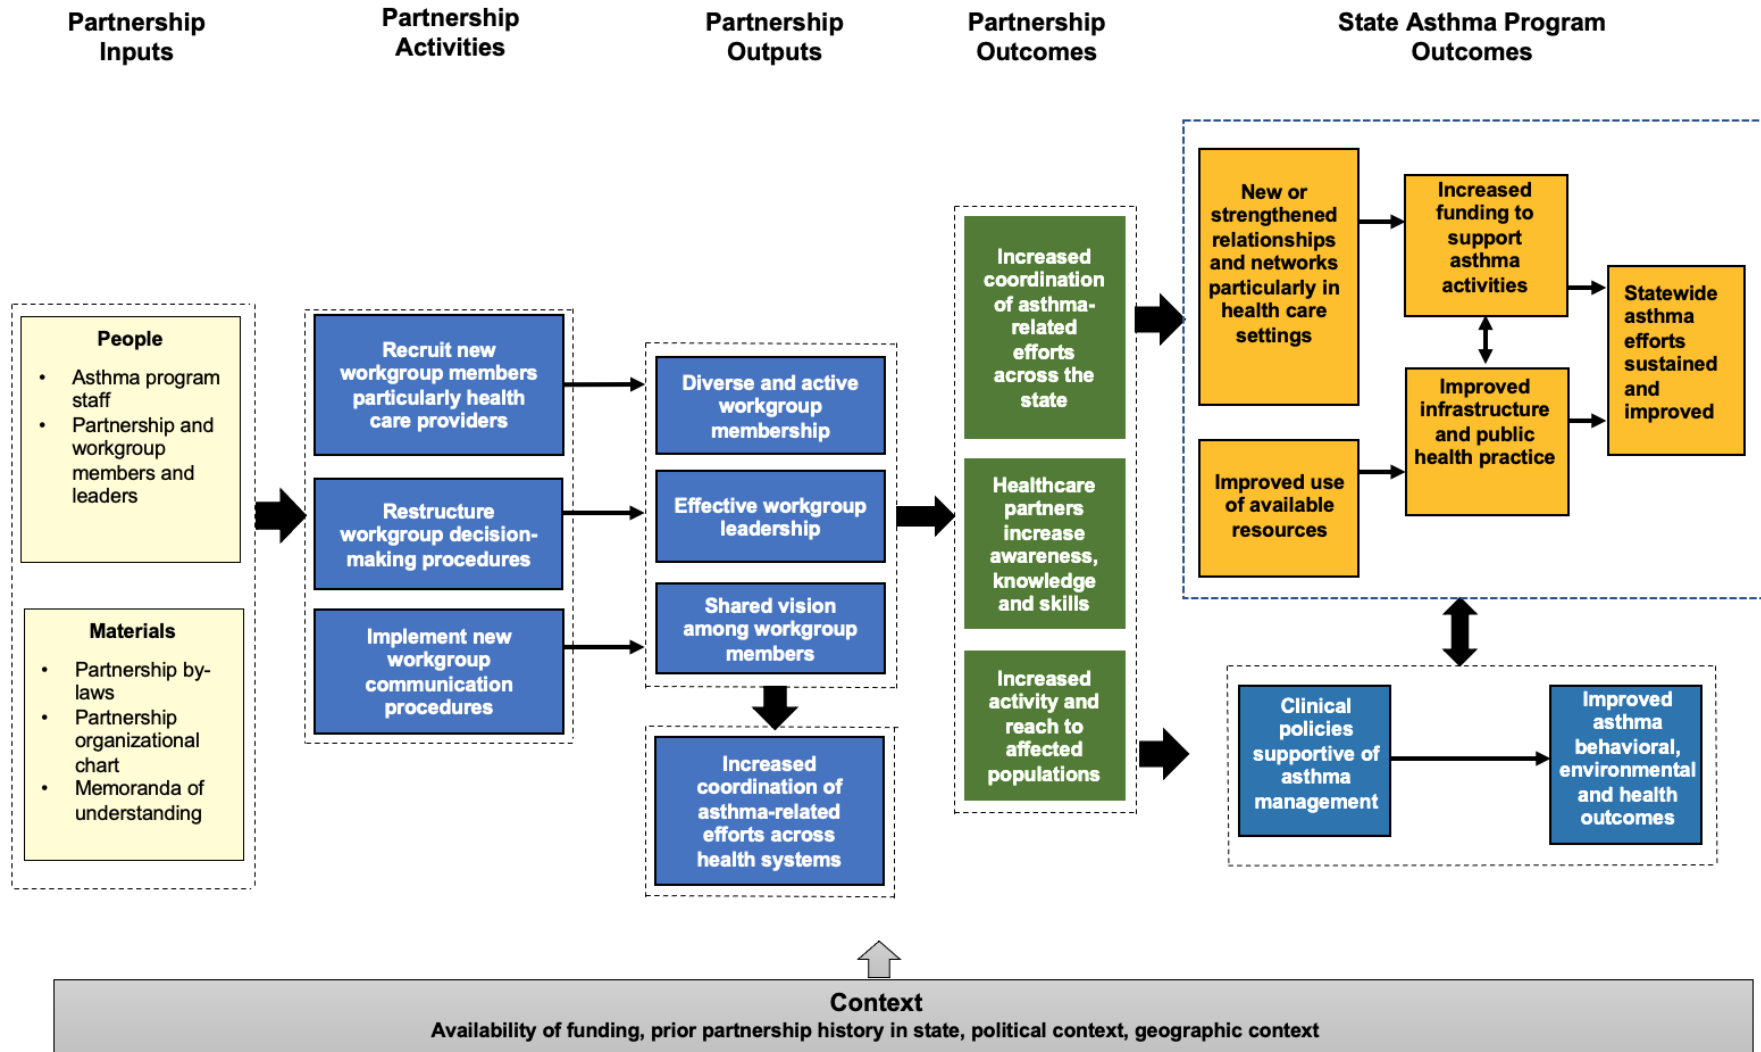 Partnership
Inputs
Partnership
Activities
Partnership
Outputs
Partnership
Outcomes
State Asthma Program
Outcomes
People
• Asthma program
staff
• Partnership and
workgroup
members and
leaders
Materials
• Partnership by-
laws
• Partnership
organizational
chart
• Memoranda of
understanding
Recruit new
workgroup members
particularly health
care providers
Restructure
workgroup decision-
making procedures
Implement new
workgroup
communication
procedures
Diverse and active
workgroup
membership
Effective workgroup
leadership
Shared vision
among workgroup
members
Increased
coordination of
asthma-related
efforts across
health systems
Increased
coordination
of asthma-
related
efforts
across the
state
Healthcare
partners
increase
awareness,
knowledge
and skills
Increased
activity and
reach to
affected
populations
New or
strengthened
relationships
and networks
particularly in
health care
settings
Improved use
of available
resources
Increased
funding to
support
asthma
activities
Improved
infrastructure
and public
health practice
Statewide
asthma
efforts
sustained
and
improved
Clinical
policies
supportive of
asthma
management
Improved
asthma
behavioral,
environmental
and health
outcomes
Context
Availability of funding, prior partnership history in state, political context, geographic context